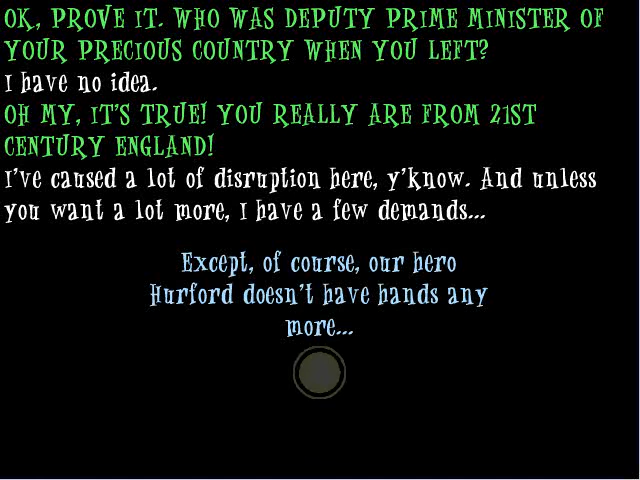 OK, PROVE IT. WHO WAS DEPUTY PRIME MINISTER OF
YOUR PRECIOUS COUNTRY WHEN YOU LEFT?
I have no idea.
OH MY, IT'S TRUE! YOU REALLY ARE FROM 21ST
CENTURY ENGLAND!
I've caused a lot of disruption here, y'know. And unless
you want a lot more, I have a few demands...
Except, of course, our hero
Hurford doesn't have hands any
more...